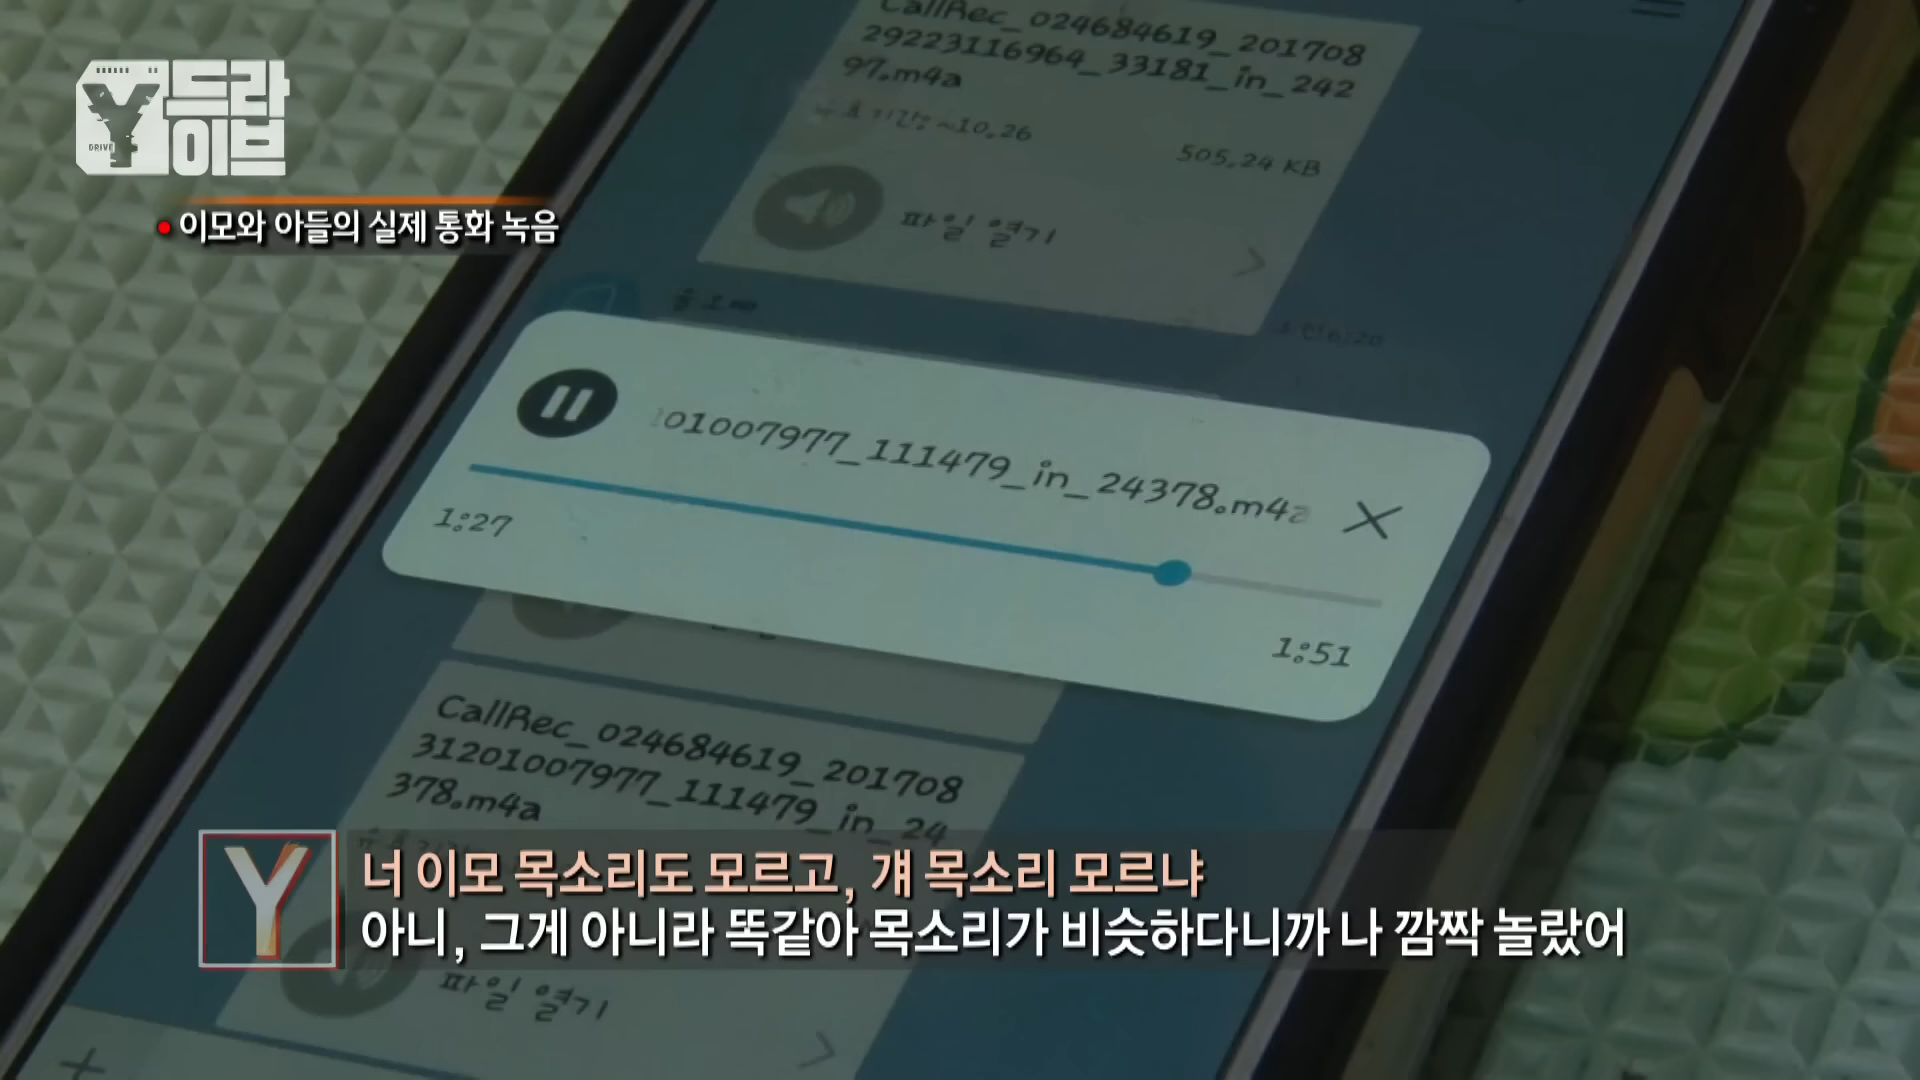 Y 드라
DRIVE 이브
이모와 아들의 실제 통화 녹음
CallRec_024684619_201708
29223116964_33181_in_242
97.m4a
~10.26
505.24 KB
파일 열기
01007977_111479_in_24378.m4a
1:27
1:51
CallRec_024684619_201708
31201007977_111479_in_24
378.m4a
Y
너 이모 목소리도 모르고, 걔 목소리 모르냐
아니, 그게 아니라 똑같아 목소리가 비슷하다니까 나 깜짝 놀랐어
파일 열기